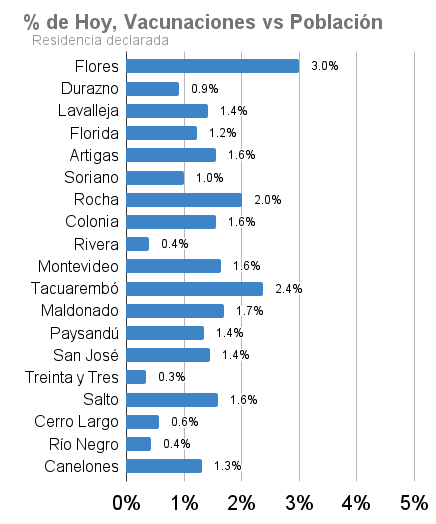 % de Hoy, Vacunaciones vs Población
Residencia declarada
Flores 3.0%
Durazno 0.9%
Lavalleja 1.4%
Florida 1.2%
Artigas 1.6%
Soriano 1.0%
Rocha 2.0%
Colonia 1.6%
Rivera 0.4%
Montevideo 1.6%
Tacuarembó 2.4%
Maldonado 1.7%
Paysandú 1.4%
San José 1.4%
Treinta y Tres 0.3%
Salto 1.6%
Cerro Largo 0.6%
Río Negro 0.4%
Canelones 1.3%
0% 1% 2% 3% 4% 5%